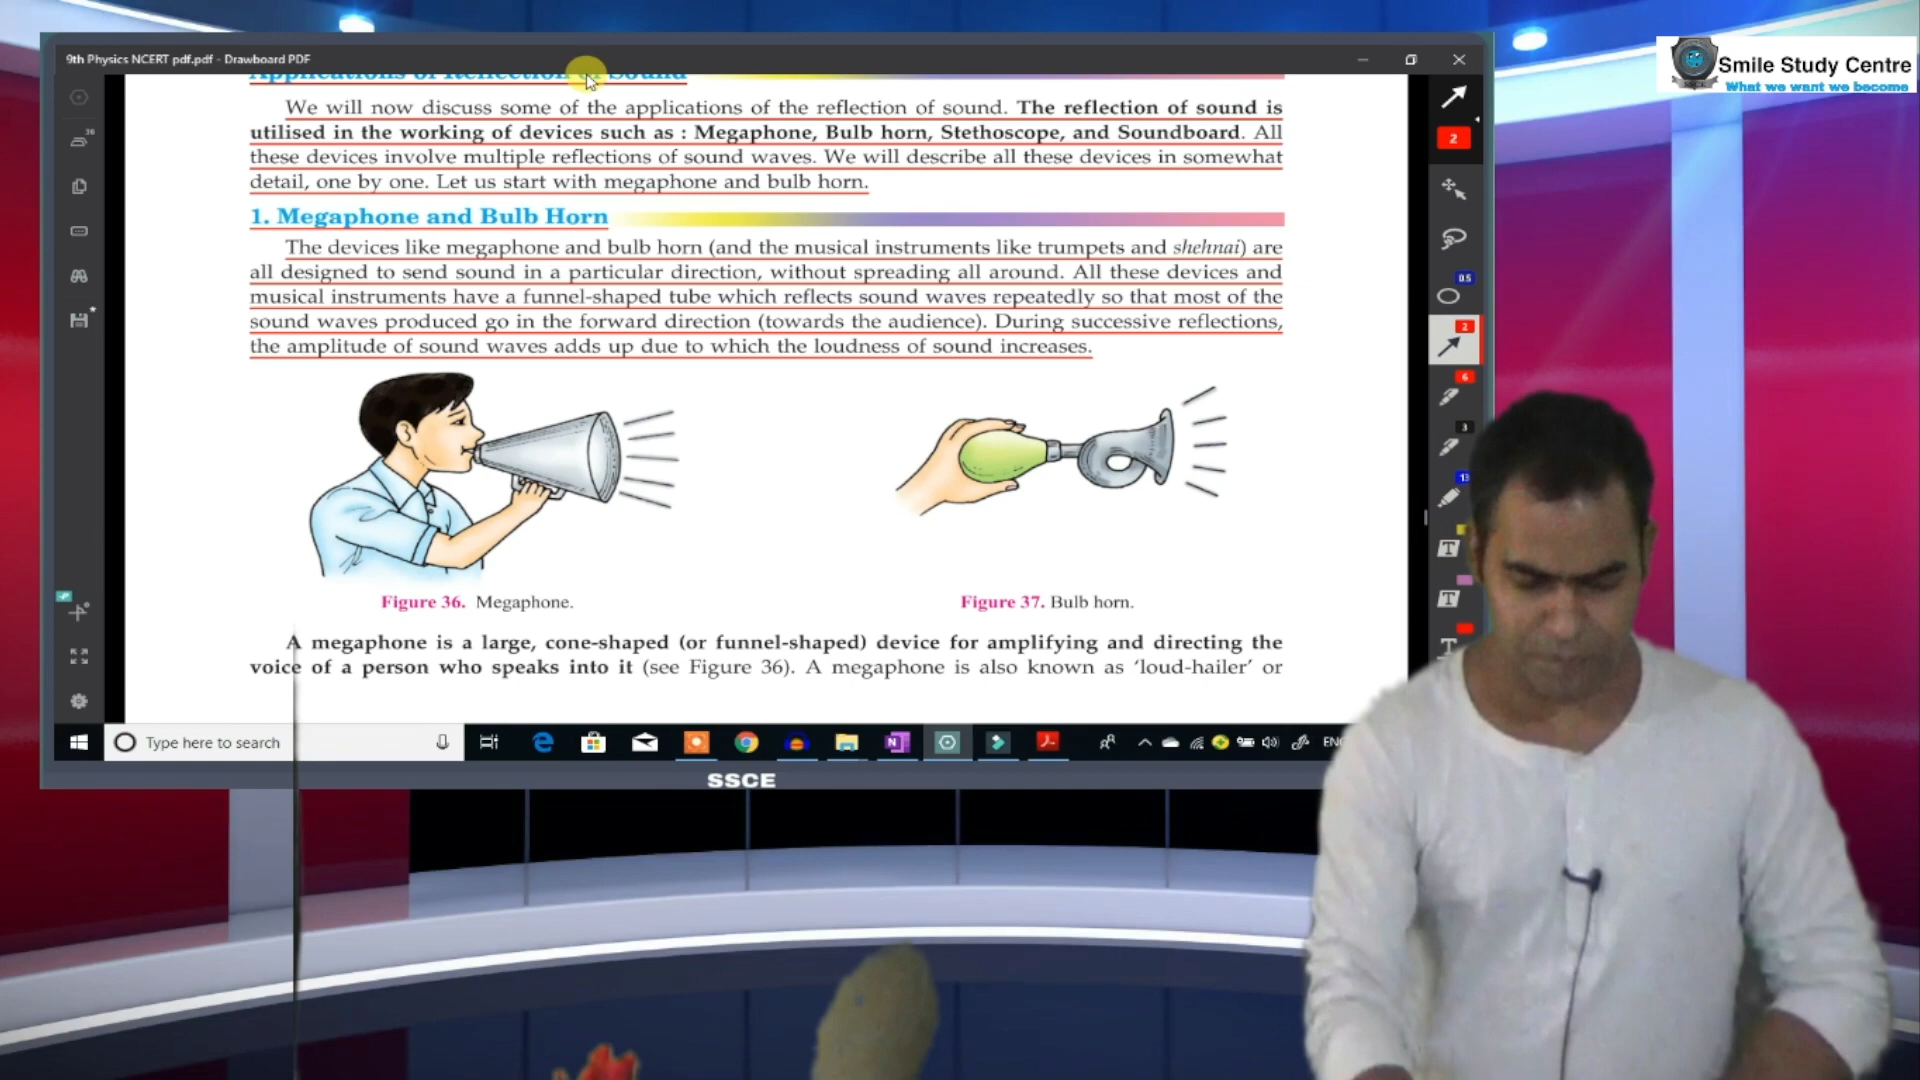 9th Physics NCERT pdf.pdf - Drawboard PDF
Smile Study Centre
What we want we become
Applications of Reflection of Sound
We will now discuss some of the applications of the reflection of sound. The reflection of sound is
utilised in the working of devices such as : Megaphone, Bulb horn, Stethoscope, and Soundboard. All
these devices involve multiple reflections of sound waves. We will describe all these devices in somewhat
detail, one by one. Let us start with megaphone and bulb horn.
1. Megaphone and Bulb Horn
The devices like megaphone and bulb horn (and the musical instruments like trumpets and shehnai) are
all designed to send sound in a particular direction, without spreading all around. All these devices and
musical instruments have a funnel-shaped tube which reflects sound waves repeatedly so that most of the
sound waves produced go in the forward direction (towards the audience). During successive reflections,
the amplitude of sound waves adds up due to which the loudness of sound increases.
Figure 36. Megaphone.
Figure 37. Bulb horn.
A megaphone is a large, cone-shaped (or funnel-shaped) device for amplifying and directing the
voice of a person who speaks into it (see Figure 36). A megaphone is also known as 'loud-hailer' or
36
2
0.5
2
6
3
13
T
T
T
Type here to search
N
ENG
SSCE